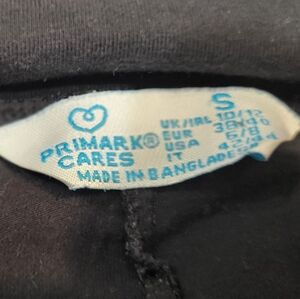 S
UK/IRL 10/12
PRIMARK® EUR 38/40
CARES USA 6/8
IT 42/44
MADE IN BANGLADESH